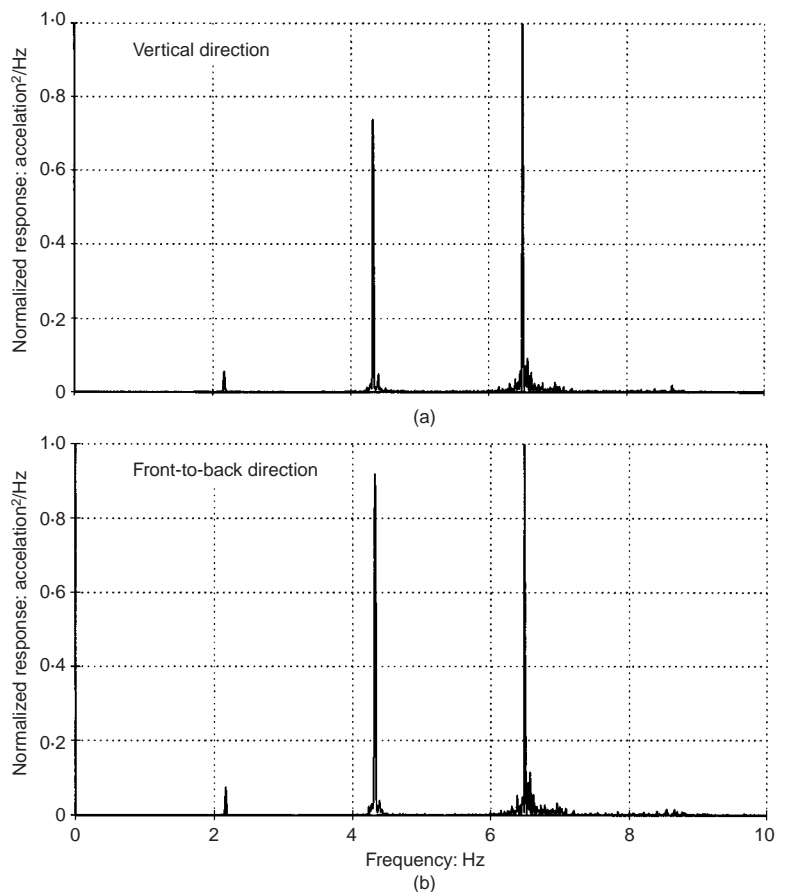 1·0
Vertical direction
0·8
0·6
0·4
0·2
0
Normalized response: accelation²/Hz
(a)
1·0
Front-to-back direction
0·8
0·6
0·4
0·2
0
Normalized response: accelation²/Hz
0 2 4 6 8 10
Frequency: Hz
(b)